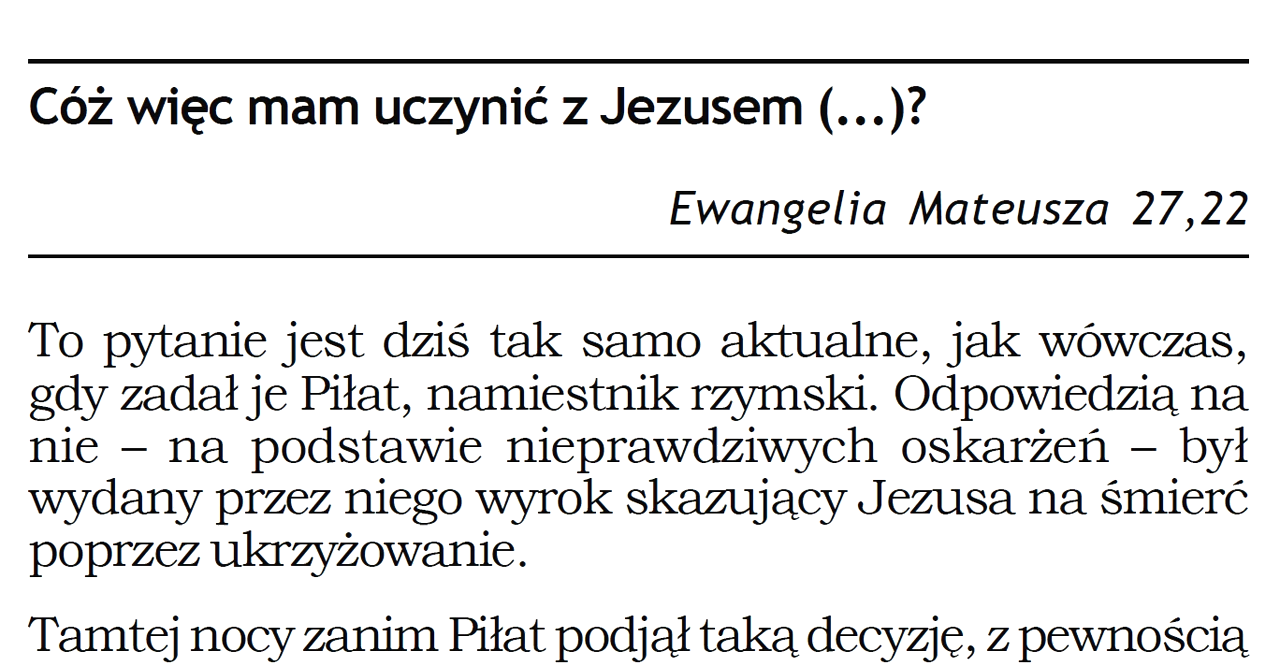 Cóż więc mam uczynić z Jezusem (...)?
Ewangelia Mateusza 27,22
To pytanie jest dziś tak samo aktualne, jak wówczas,
gdy zadał je Piłat, namiestnik rzymski. Odpowiedzią na
nie – na podstawie nieprawdziwych oskarżeń – był
wydany przez niego wyrok skazujący Jezusa na śmierć
poprzez ukrzyżowanie.
Tamtej nocy zanim Piłat podjął taką decyzję, z pewnością